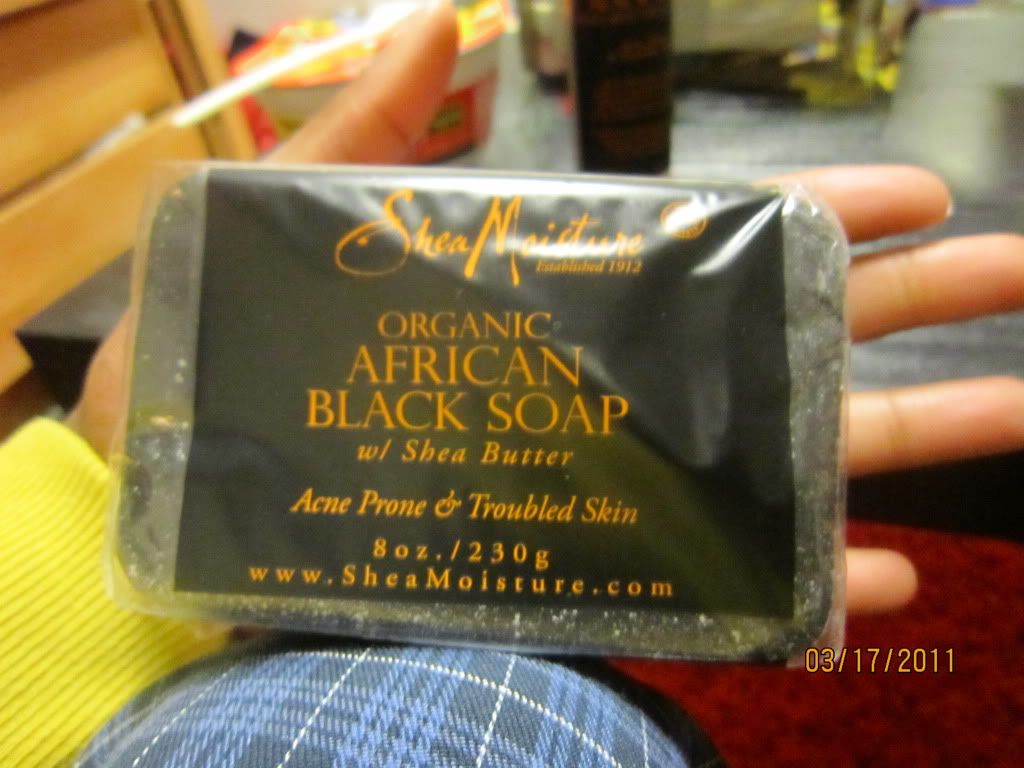 SheaMoisture
Established 1912
ORGANIC
AFRICAN
BLACK SOAP
w/ Shea Butter
Acne Prone & Troubled Skin
8oz./230g
www.SheaMoisture.com
03/17/2011